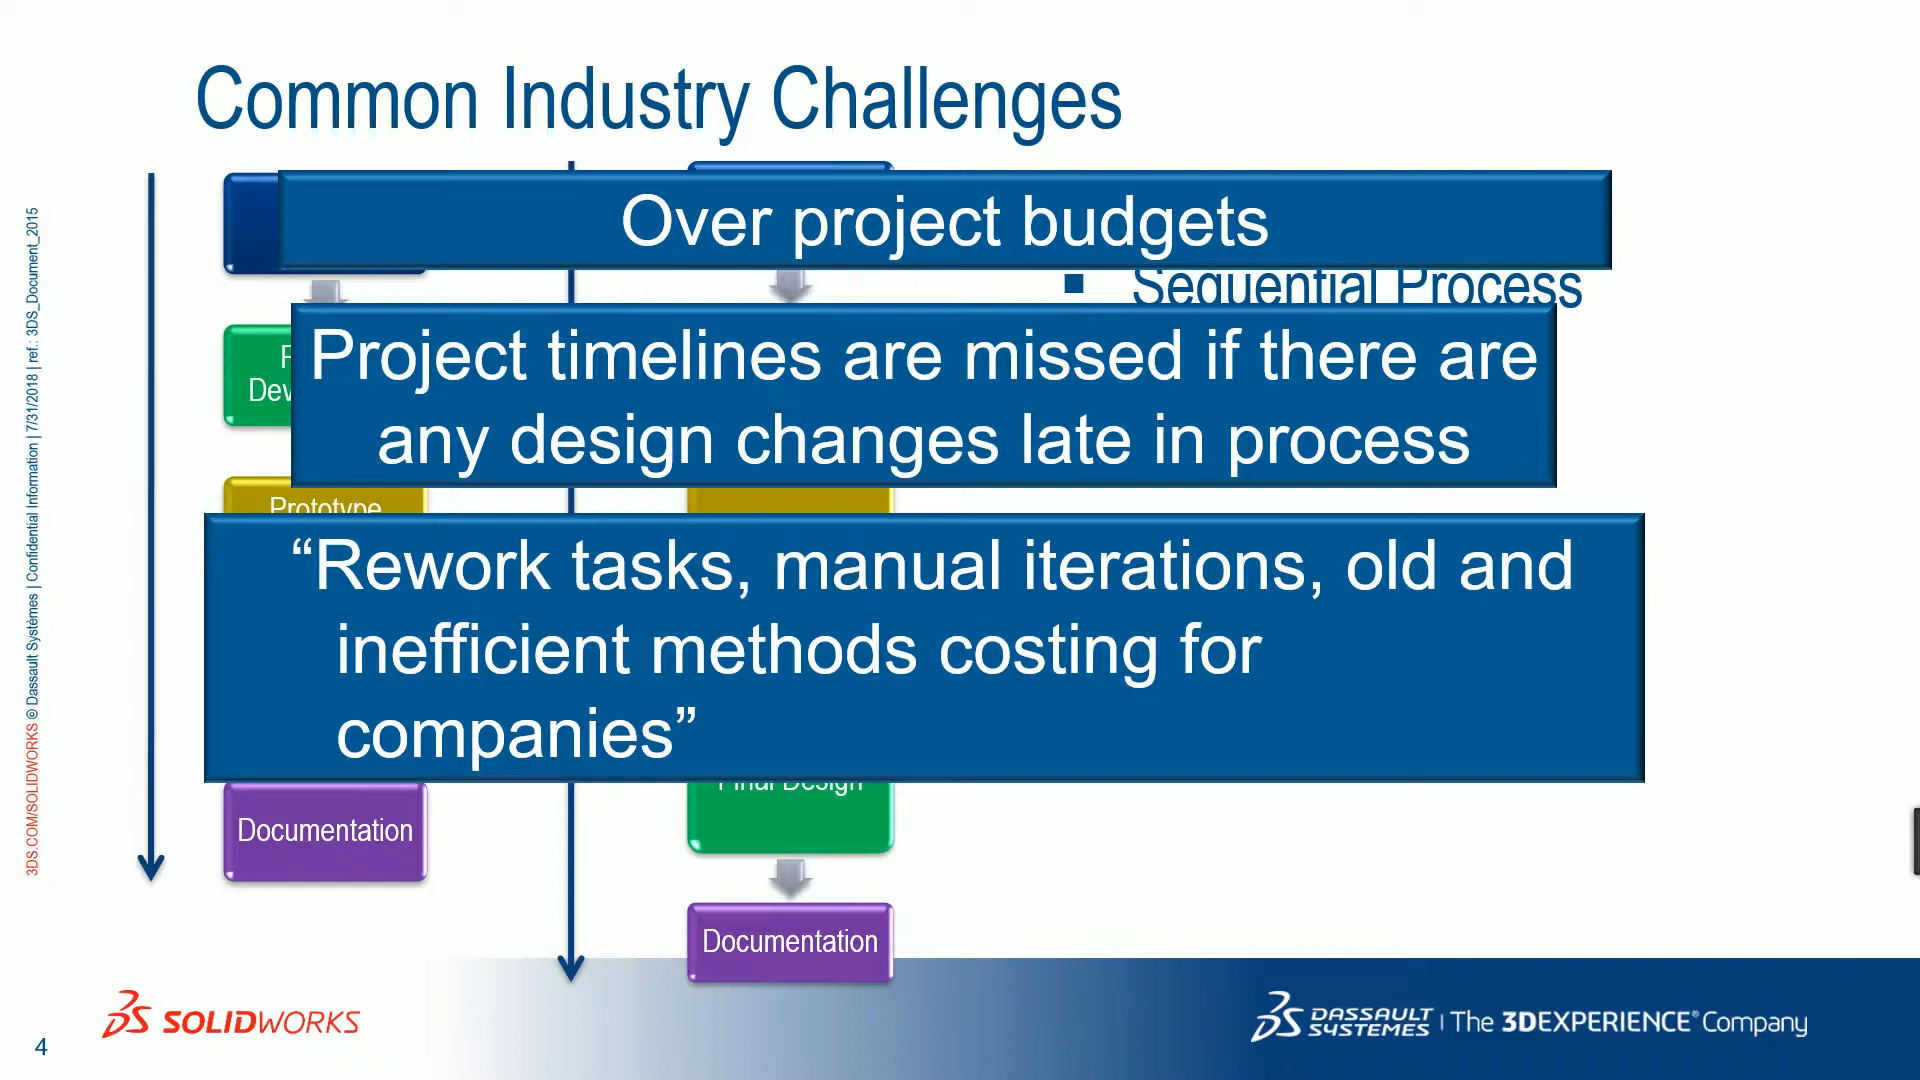 Common Industry Challenges
Over project budgets
Sequential Process
Project timelines are missed if there are
any design changes late in process
Prototype
“Rework tasks, manual iterations, old and
inefficient methods costing for
companies”
Final Design
Documentation
Documentation
3DS.COM/SOLIDWORKS © Dassault Systèmes | Confidential Information | 7/31/2018 | ref.: 3DS_Document_2015
SOLIDWORKS
DASSAULT
SYSTEMES
The 3DEXPERIENCE® Company
4